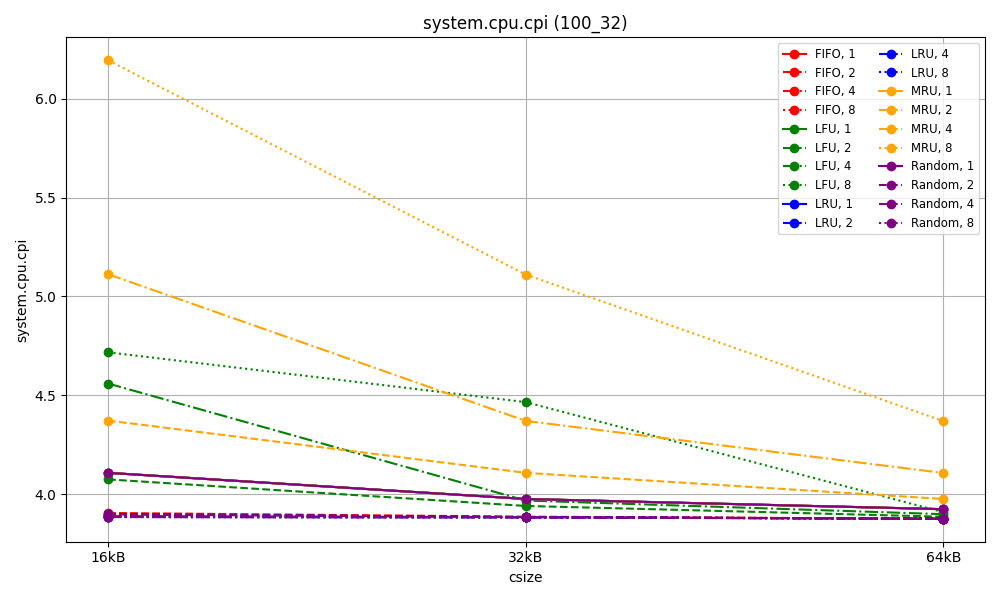 system.cpu.cpi (100_32)
system.cpu.cpi
6.0
5.5
5.0
4.5
4.0
FIFO, 1
FIFO, 2
FIFO, 4
FIFO, 8
LFU, 1
LFU, 2
LFU, 4
LFU, 8
LRU, 1
LRU, 2
LRU, 4
LRU, 8
MRU, 1
MRU, 2
MRU, 4
MRU, 8
Random, 1
Random, 2
Random, 4
Random, 8
16kB
32kB
64kB
csize